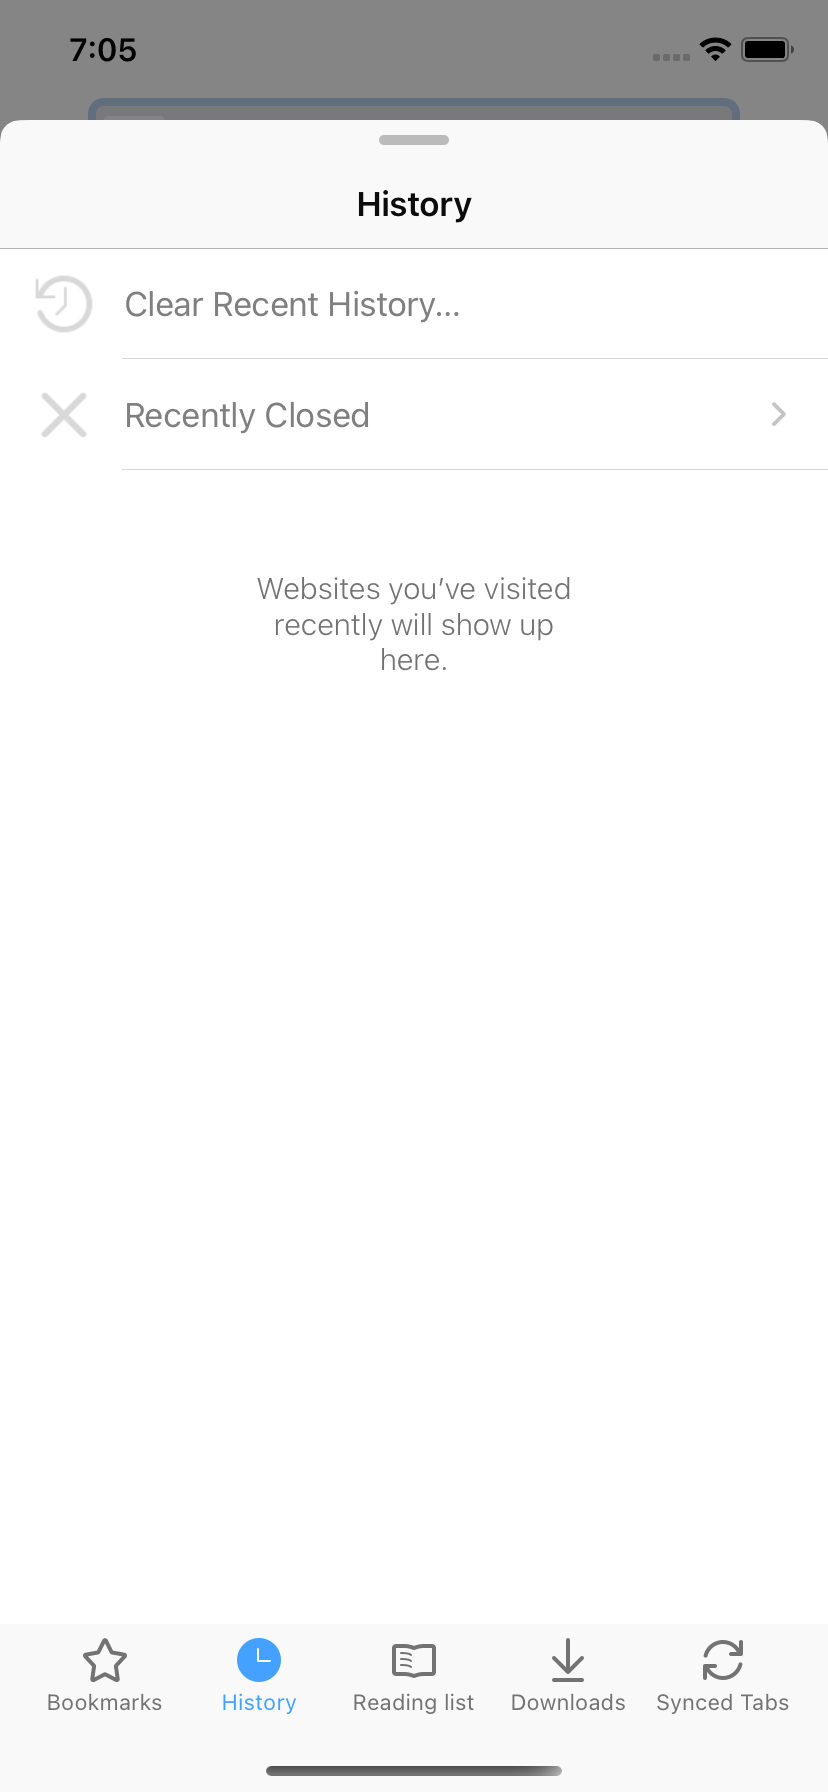 7:05
History
Clear Recent History...
Recently Closed
Websites you’ve visited
recently will show up
here.
Bookmarks
History
Reading list
Downloads
Synced Tabs